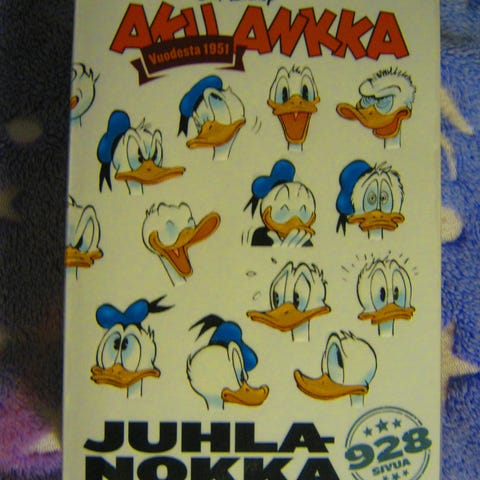 AKU ANKKA
Vuodesta 1951
JUHLA-
NOKKA
928
SIVUA